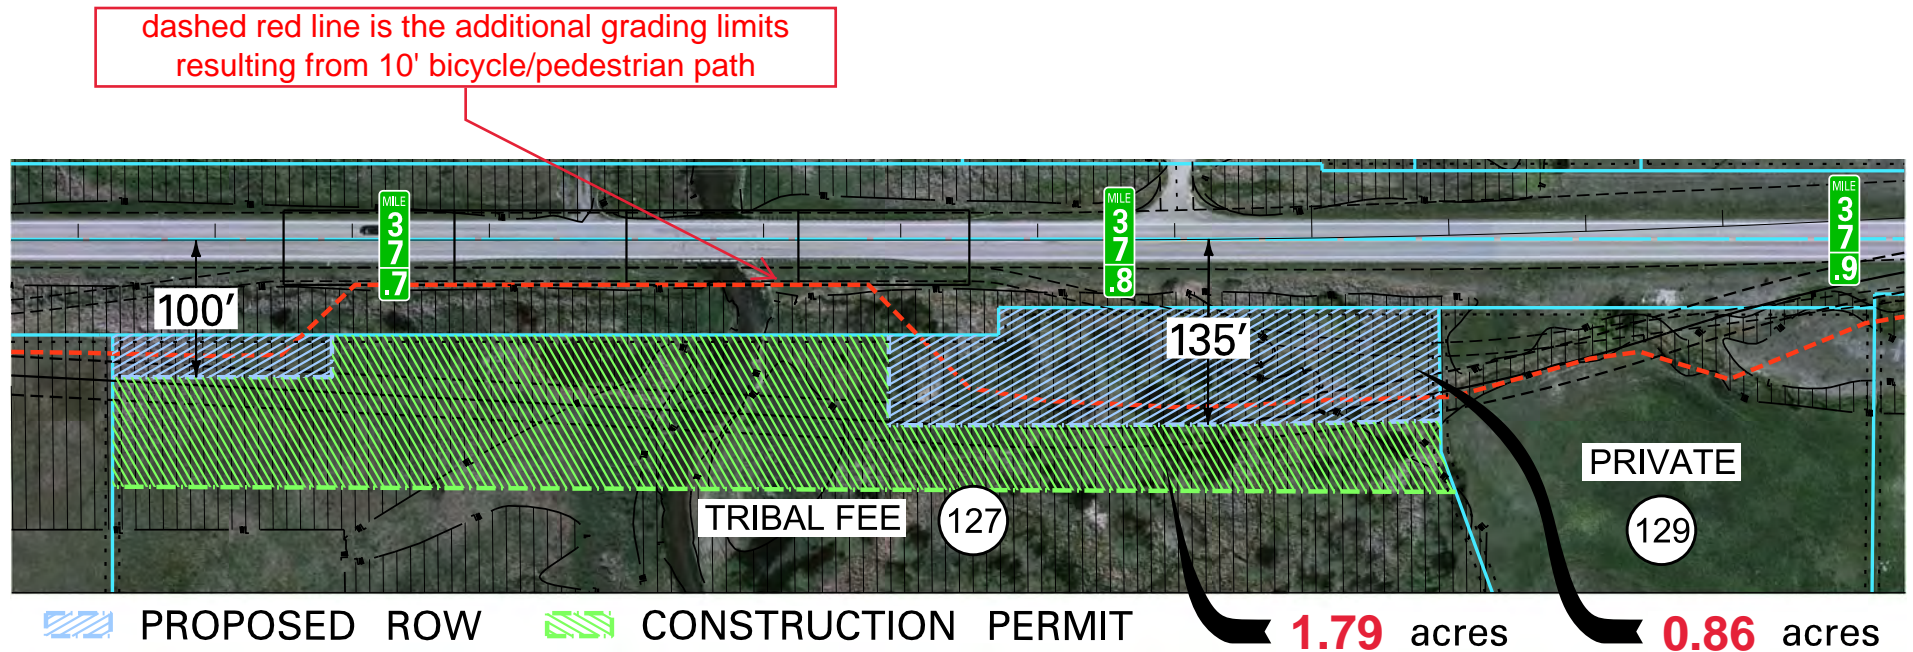 dashed red line is the additional grading limits
resulting from 10' bicycle/pedestrian path
MILE
3
7
.7
MILE
3
7
.8
MILE
3
7
.9
100’
135’
PRIVATE
129
TRIBAL FEE
127
PROPOSED ROW
CONSTRUCTION PERMIT
1.79 acres
0.86 acres